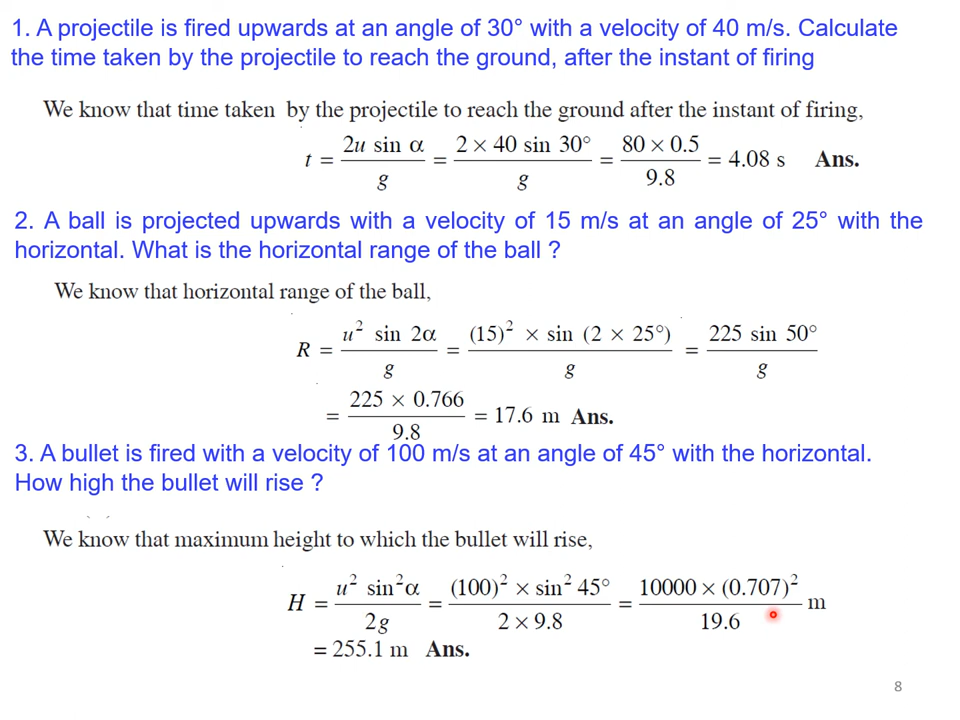 1. A projectile is fired upwards at an angle of 30° with a velocity of 40 m/s. Calculate
the time taken by the projectile to reach the ground, after the instant of firing
We know that time taken by the projectile to reach the ground after the instant of firing,
t = 2u sin α / g = 2 × 40 sin 30° / g = 80 × 0.5 / 9.8 = 4.08 s Ans.
2. A ball is projected upwards with a velocity of 15 m/s at an angle of 25° with the
horizontal. What is the horizontal range of the ball ?
We know that horizontal range of the ball,
R = u² sin 2α / g = (15)² × sin (2 × 25°) / g = 225 sin 50° / g
= 225 × 0.766 / 9.8 = 17.6 m Ans.
3. A bullet is fired with a velocity of 100 m/s at an angle of 45° with the horizontal.
How high the bullet will rise ?
We know that maximum height to which the bullet will rise,
H = u² sin²α / 2g = (100)² × sin² 45° / 2 × 9.8 = 10000 × (0.707)² / 19.6 m
= 255.1 m Ans.
8